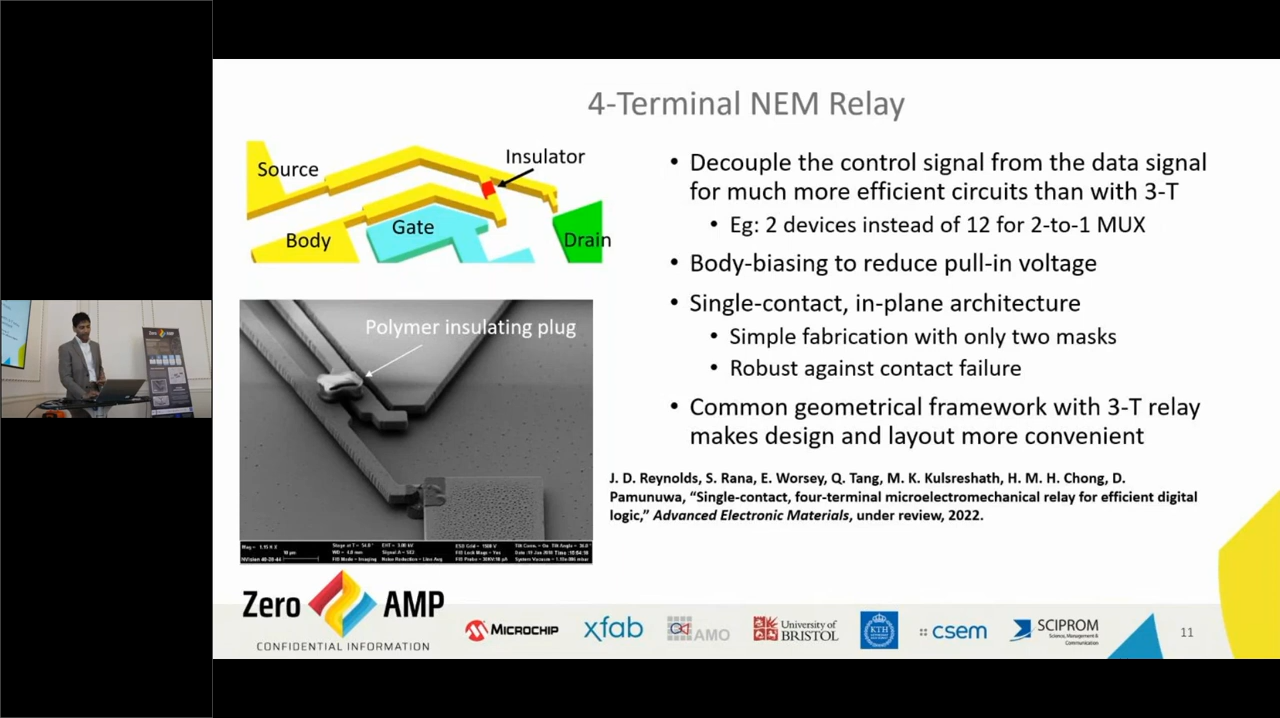 4-Terminal NEM Relay
Source
Insulator
Gate
Body
Drain
Polymer insulating plug
• Decouple the control signal from the data signal
for much more efficient circuits than with 3-T
• Eg: 2 devices instead of 12 for 2-to-1 MUX
• Body-biasing to reduce pull-in voltage
• Single-contact, in-plane architecture
• Simple fabrication with only two masks
• Robust against contact failure
• Common geometrical framework with 3-T relay
makes design and layout more convenient
J. D. Reynolds, S. Rana, E. Worsey, Q. Tang, M. K. Kulsreshath, H. M. H. Chong, D.
Pamunuwa, “Single-contact, four-terminal microelectromechanical relay for efficient digital
logic,” Advanced Electronic Materials, under review, 2022.
Zero AMP
CONFIDENTIAL INFORMATION
MICROCHIP
xfab
AMO
University of
BRISTOL
KTH
csem
SCIPROM
Science, Management &
Communication
11